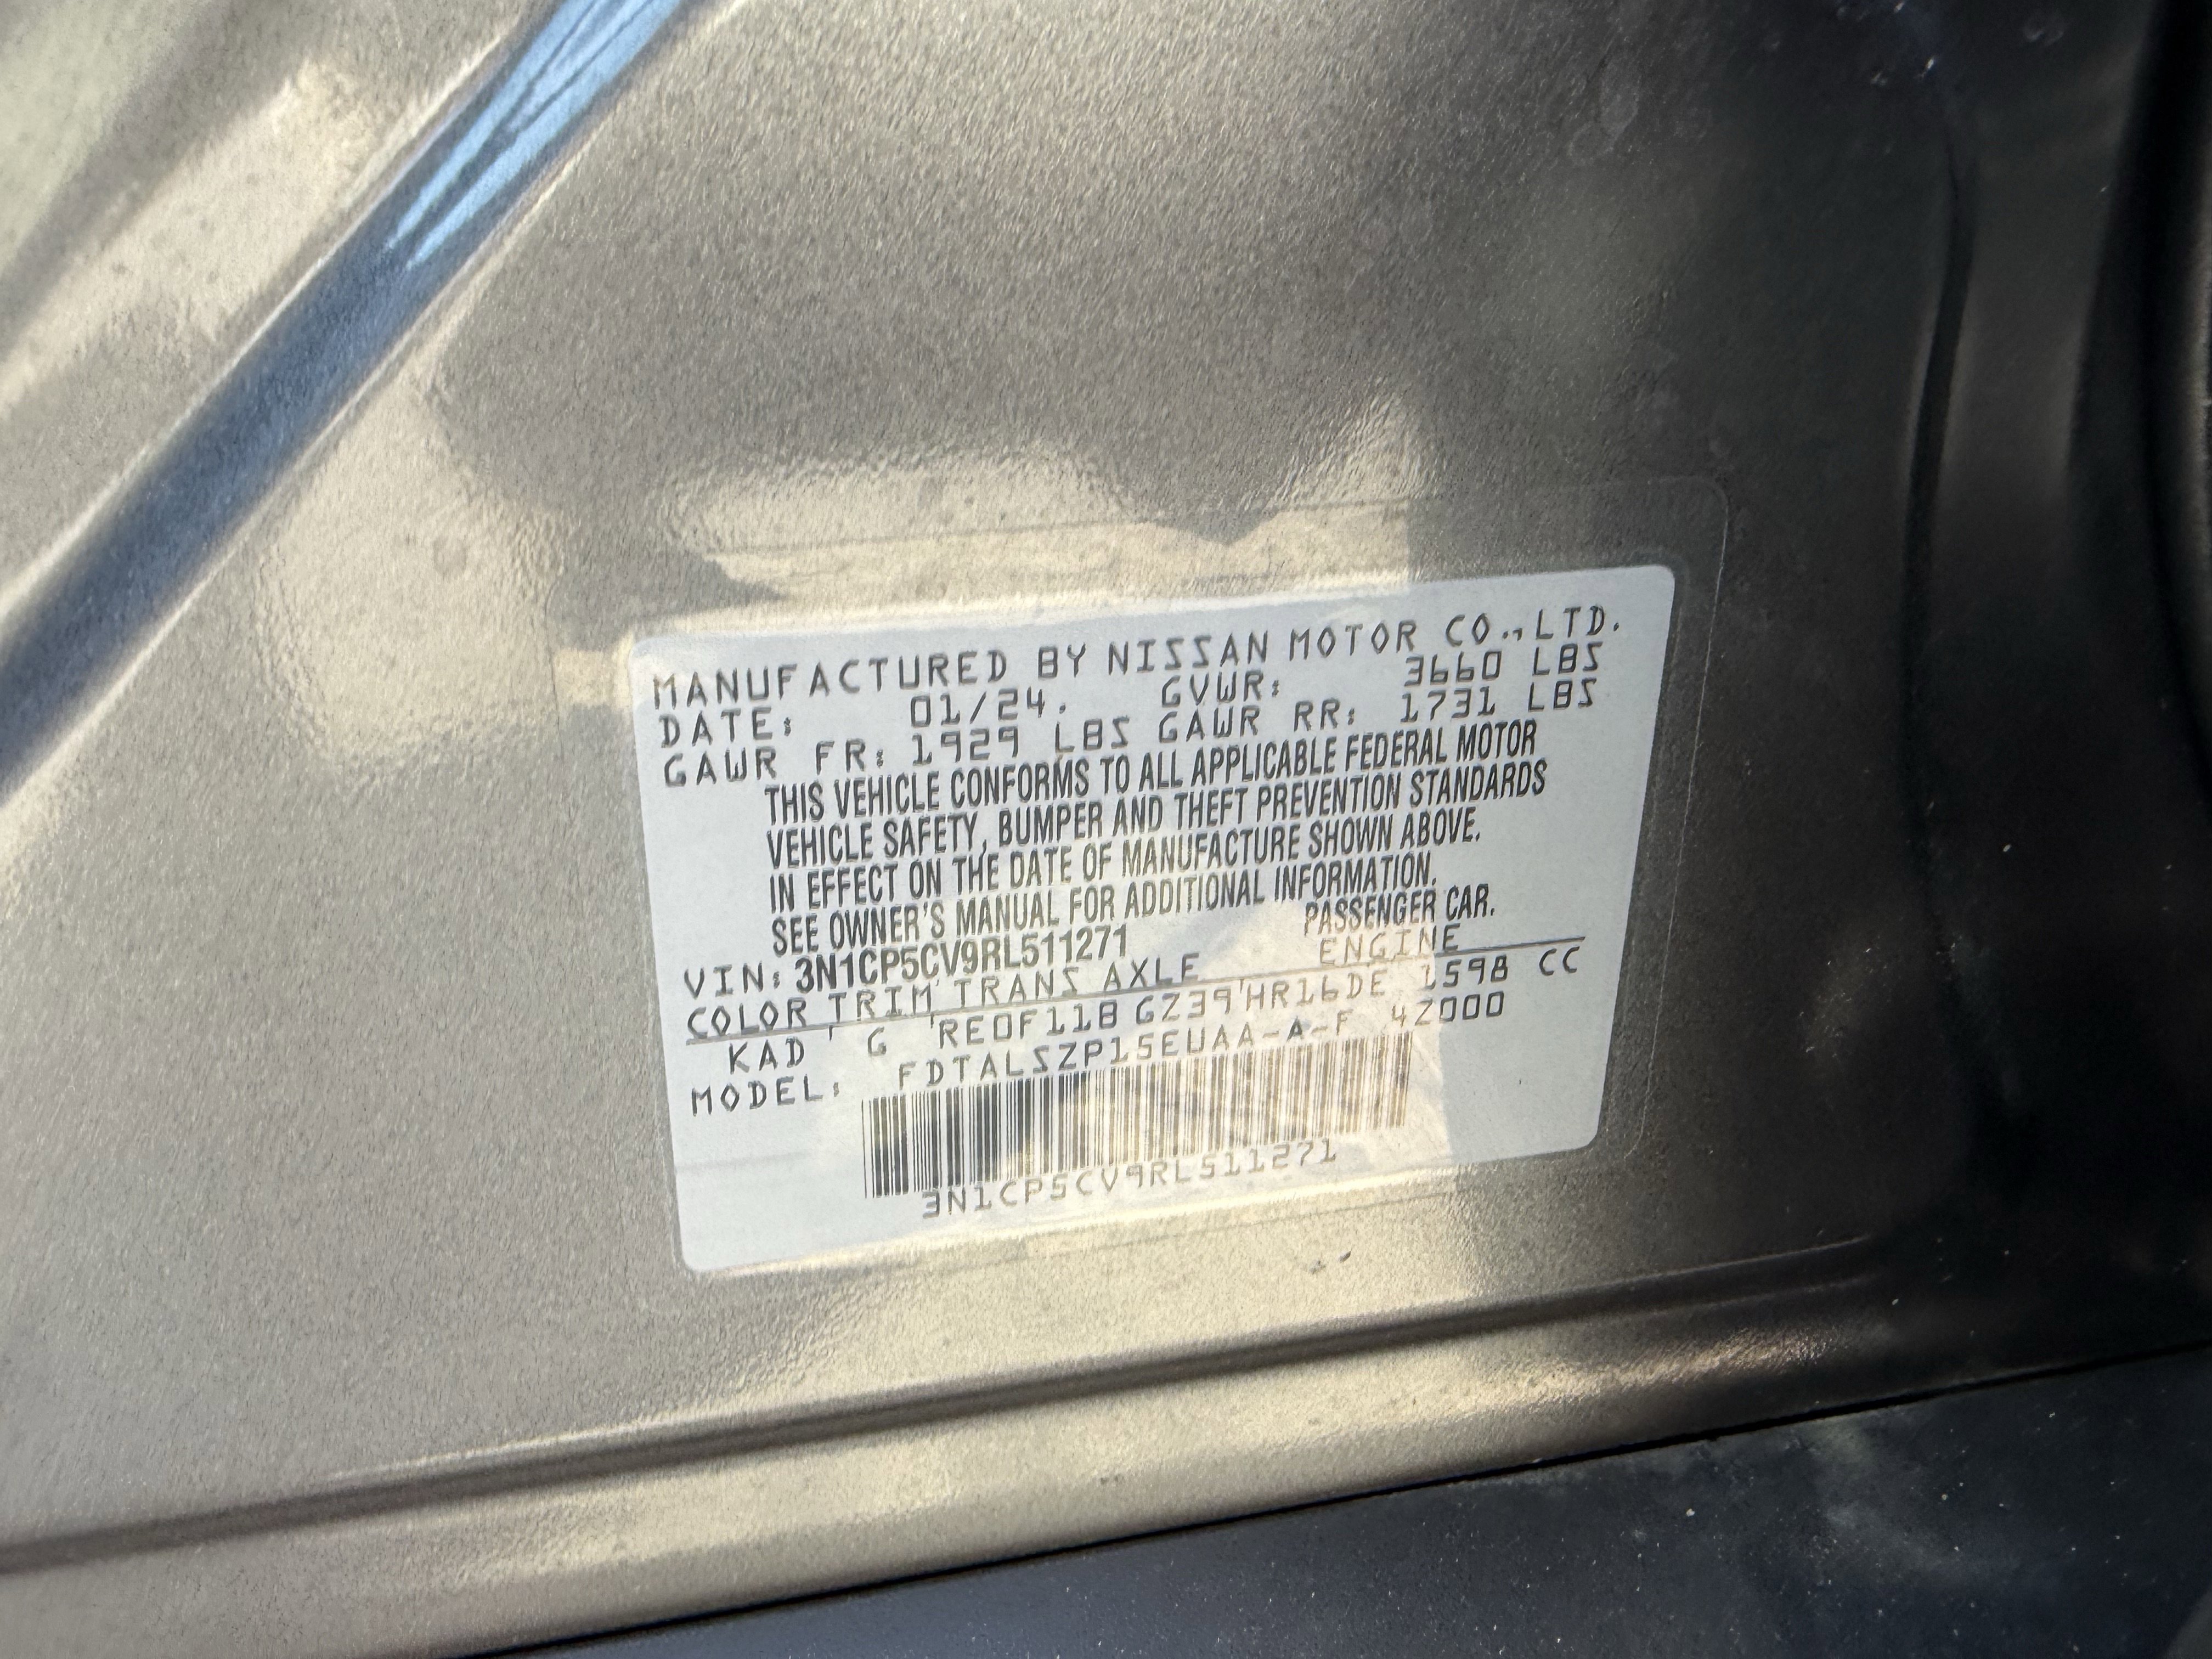 MANUFACTURED BY NISSAN MOTOR CO., LTD.
DATE: 01/24. GVWR: 3660 LBS
GAWR FR: 1929 LBS GAWR RR: 1731 LBS
THIS VEHICLE CONFORMS TO ALL APPLICABLE FEDERAL MOTOR
VEHICLE SAFETY, BUMPER AND THEFT PREVENTION STANDARDS
IN EFFECT ON THE DATE OF MANUFACTURE SHOWN ABOVE.
SEE OWNER'S MANUAL FOR ADDITIONAL INFORMATION.
VIN: 3N1CP5CV9RL511271 PASSENGER CAR.
COLOR TRIM TRANS AXLE ENGINE
KAD G RE0F11B GZ39 HR16DE 1598 CC
MODEL: FDTALSZP15EUAA-A-F 4Z000
3N1CP5CV9RL511271